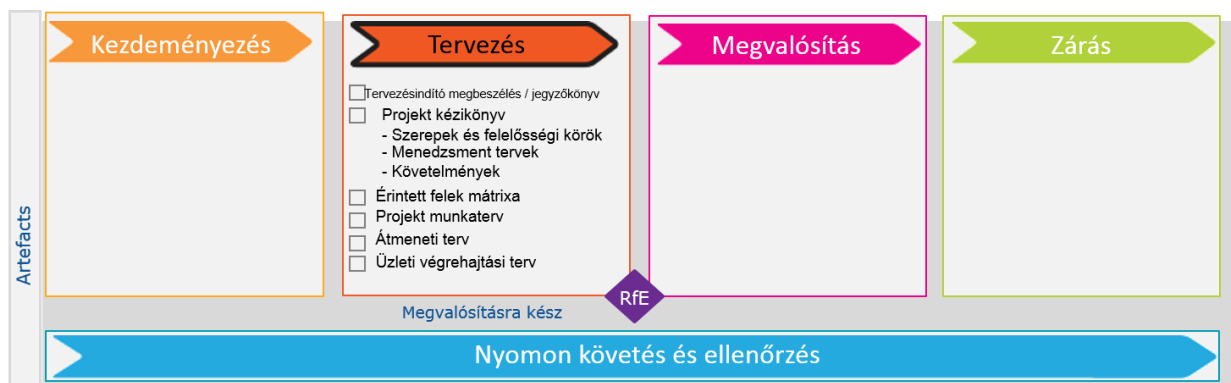 Kezdeményezés
Tervezés
Megvalósítás
Zárás
Tervezésindító megbeszélés / jegyzőkönyv
Projekt kézikönyv
- Szerepek és felelősségi körök
- Menedzsment tervek
- Követelmények
Érintett felek mátrixa
Projekt munkaterv
Átmeneti terv
Üzleti végrehajtási terv
Artefacts
RfE
Megvalósításra kész
Nyomon követés és ellenőrzés